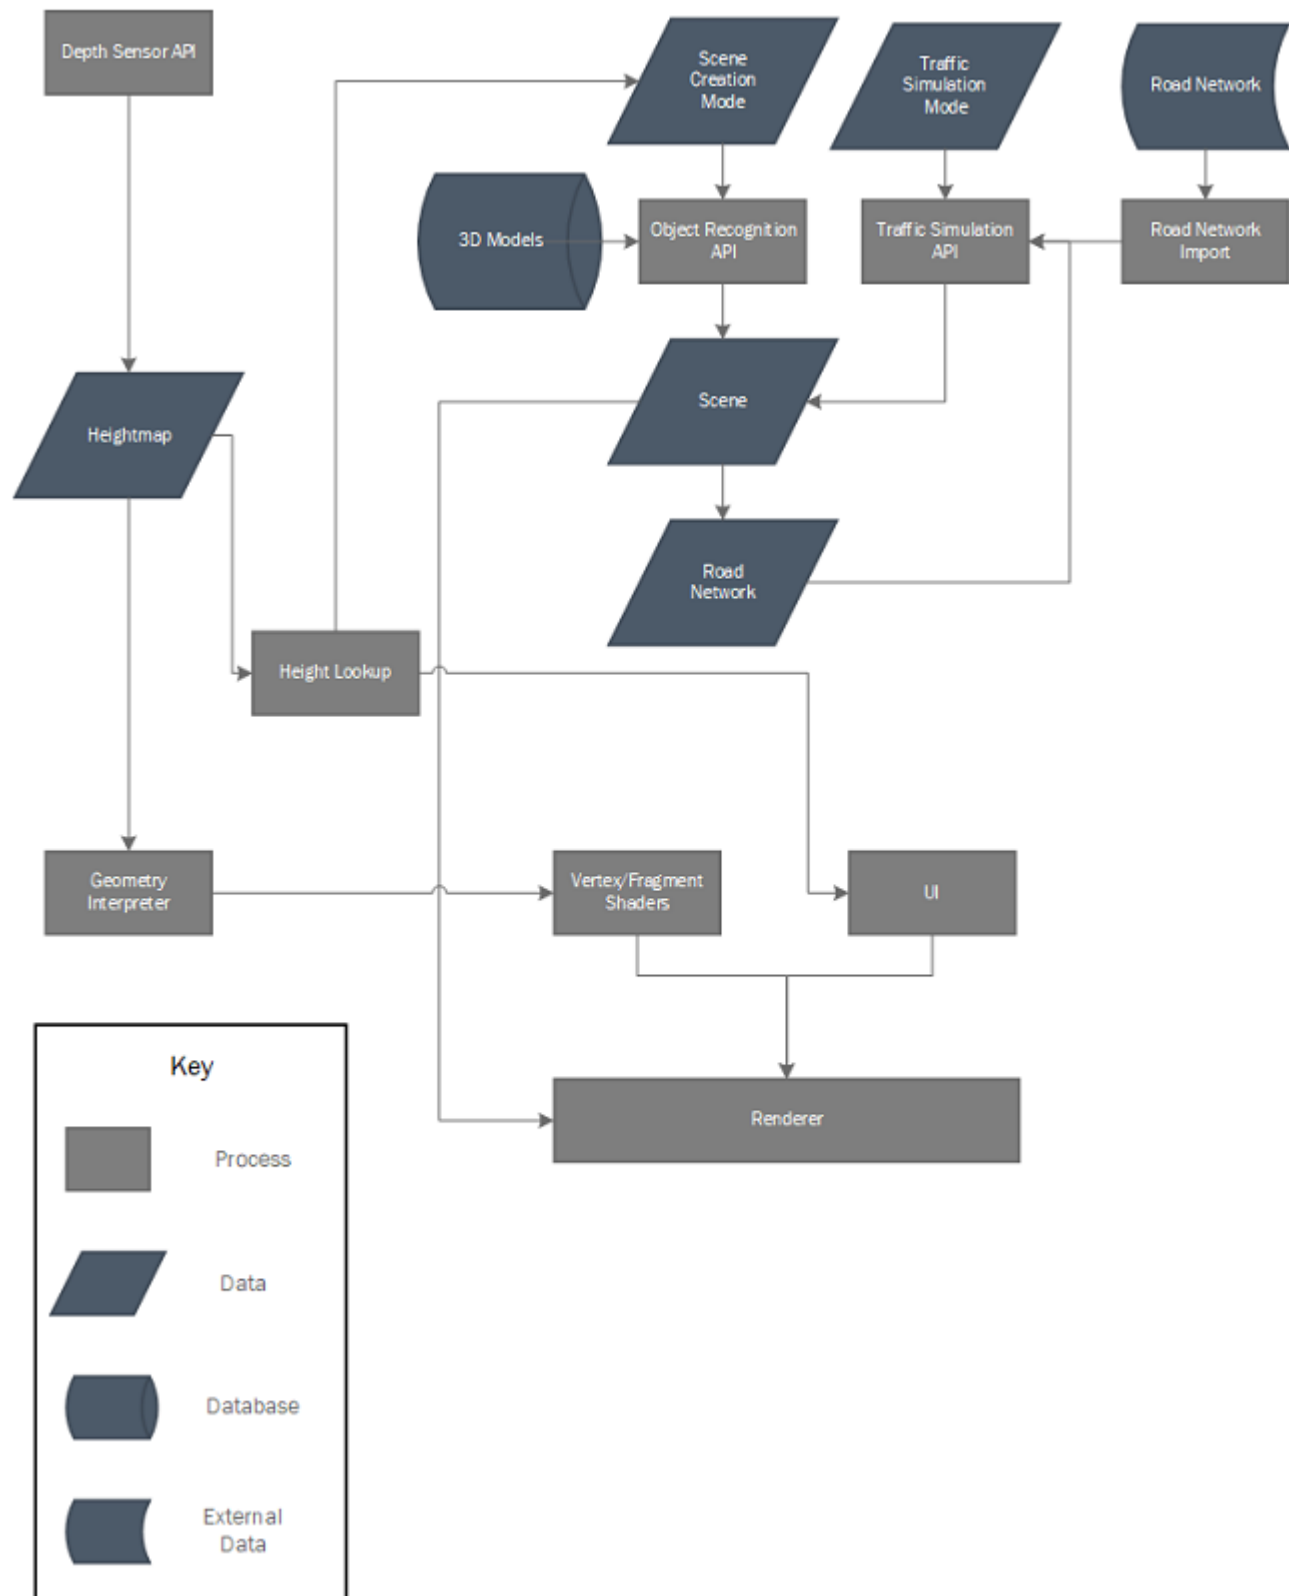 Depth Sensor API
Scene
Creation
Mode
Traffic
Simulation
Mode
Road Network
3D Models
Object Recognition
API
Traffic Simulation
API
Road Network
Import
Heightmap
Scene
Road
Network
Height Lookup
Geometry
Interpreter
Vertex/Fragment
Shaders
UI
Renderer
Key
Process
Data
Database
External
Data